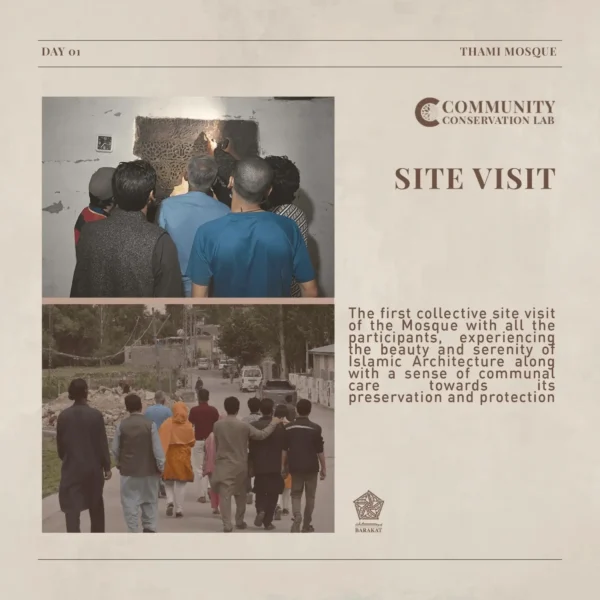 DAY 01
THAMI MOSQUE
COMMUNITY
CONSERVATION LAB
SITE VISIT
The first collective site visit
of the Mosque with all the
participants, experiencing
the beauty and serenity of
Islamic Architecture along
with a sense of communal
care towards its
preservation and protection
BARAKAT